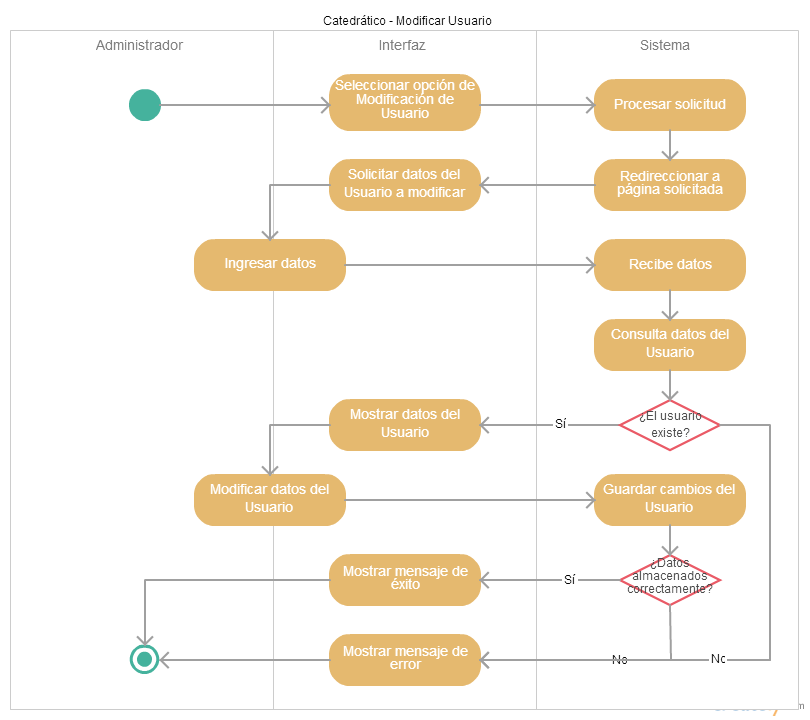 Catedrático - Modificar Usuario
Administrador
Interfaz
Sistema
Seleccionar opción de
Modificación de
Usuario
Procesar solicitud
Solicitar datos del
Usuario a modificar
Redireccionar a
página solicitada
Ingresar datos
Recibe datos
Consulta datos del
Usuario
Mostrar datos del
Usuario
Sí
¿El usuario
existe?
Modificar datos del
Usuario
Guardar cambios del
Usuario
Mostrar mensaje de
éxito
Sí
¿Datos
almacenados
correctamente?
Mostrar mensaje de
error
No
No